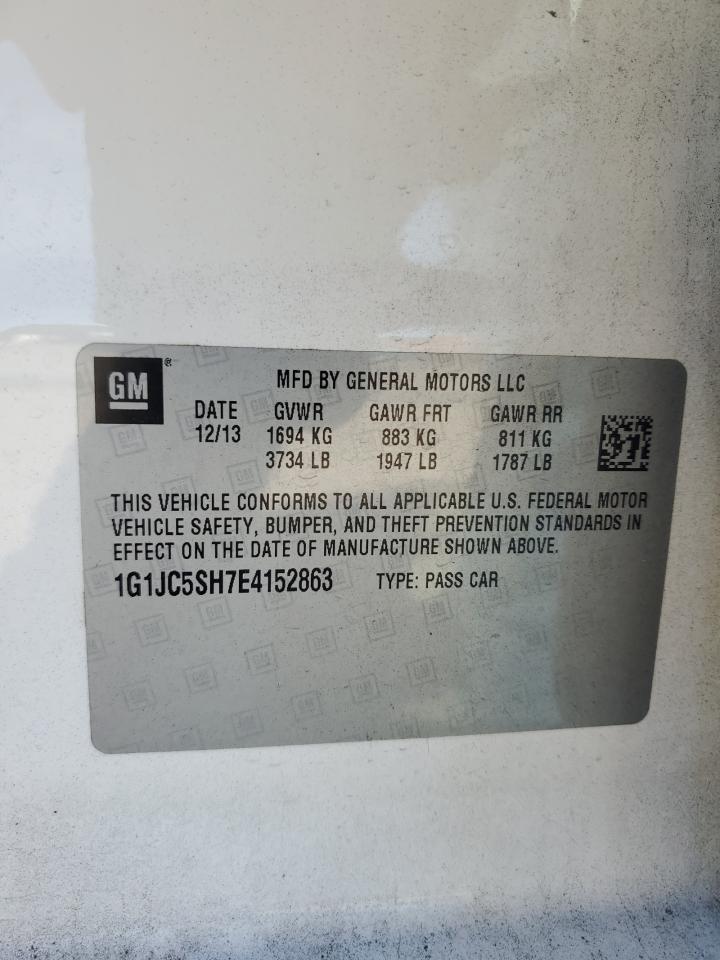 GM®
MFD BY GENERAL MOTORS LLC
DATE GVWR GAWR FRT GAWR RR
12/13 1694 KG 883 KG 811 KG
3734 LB 1947 LB 1787 LB
THIS VEHICLE CONFORMS TO ALL APPLICABLE U.S. FEDERAL MOTOR
VEHICLE SAFETY, BUMPER, AND THEFT PREVENTION STANDARDS IN
EFFECT ON THE DATE OF MANUFACTURE SHOWN ABOVE.
1G1JC5SH7E4152863 TYPE: PASS CAR